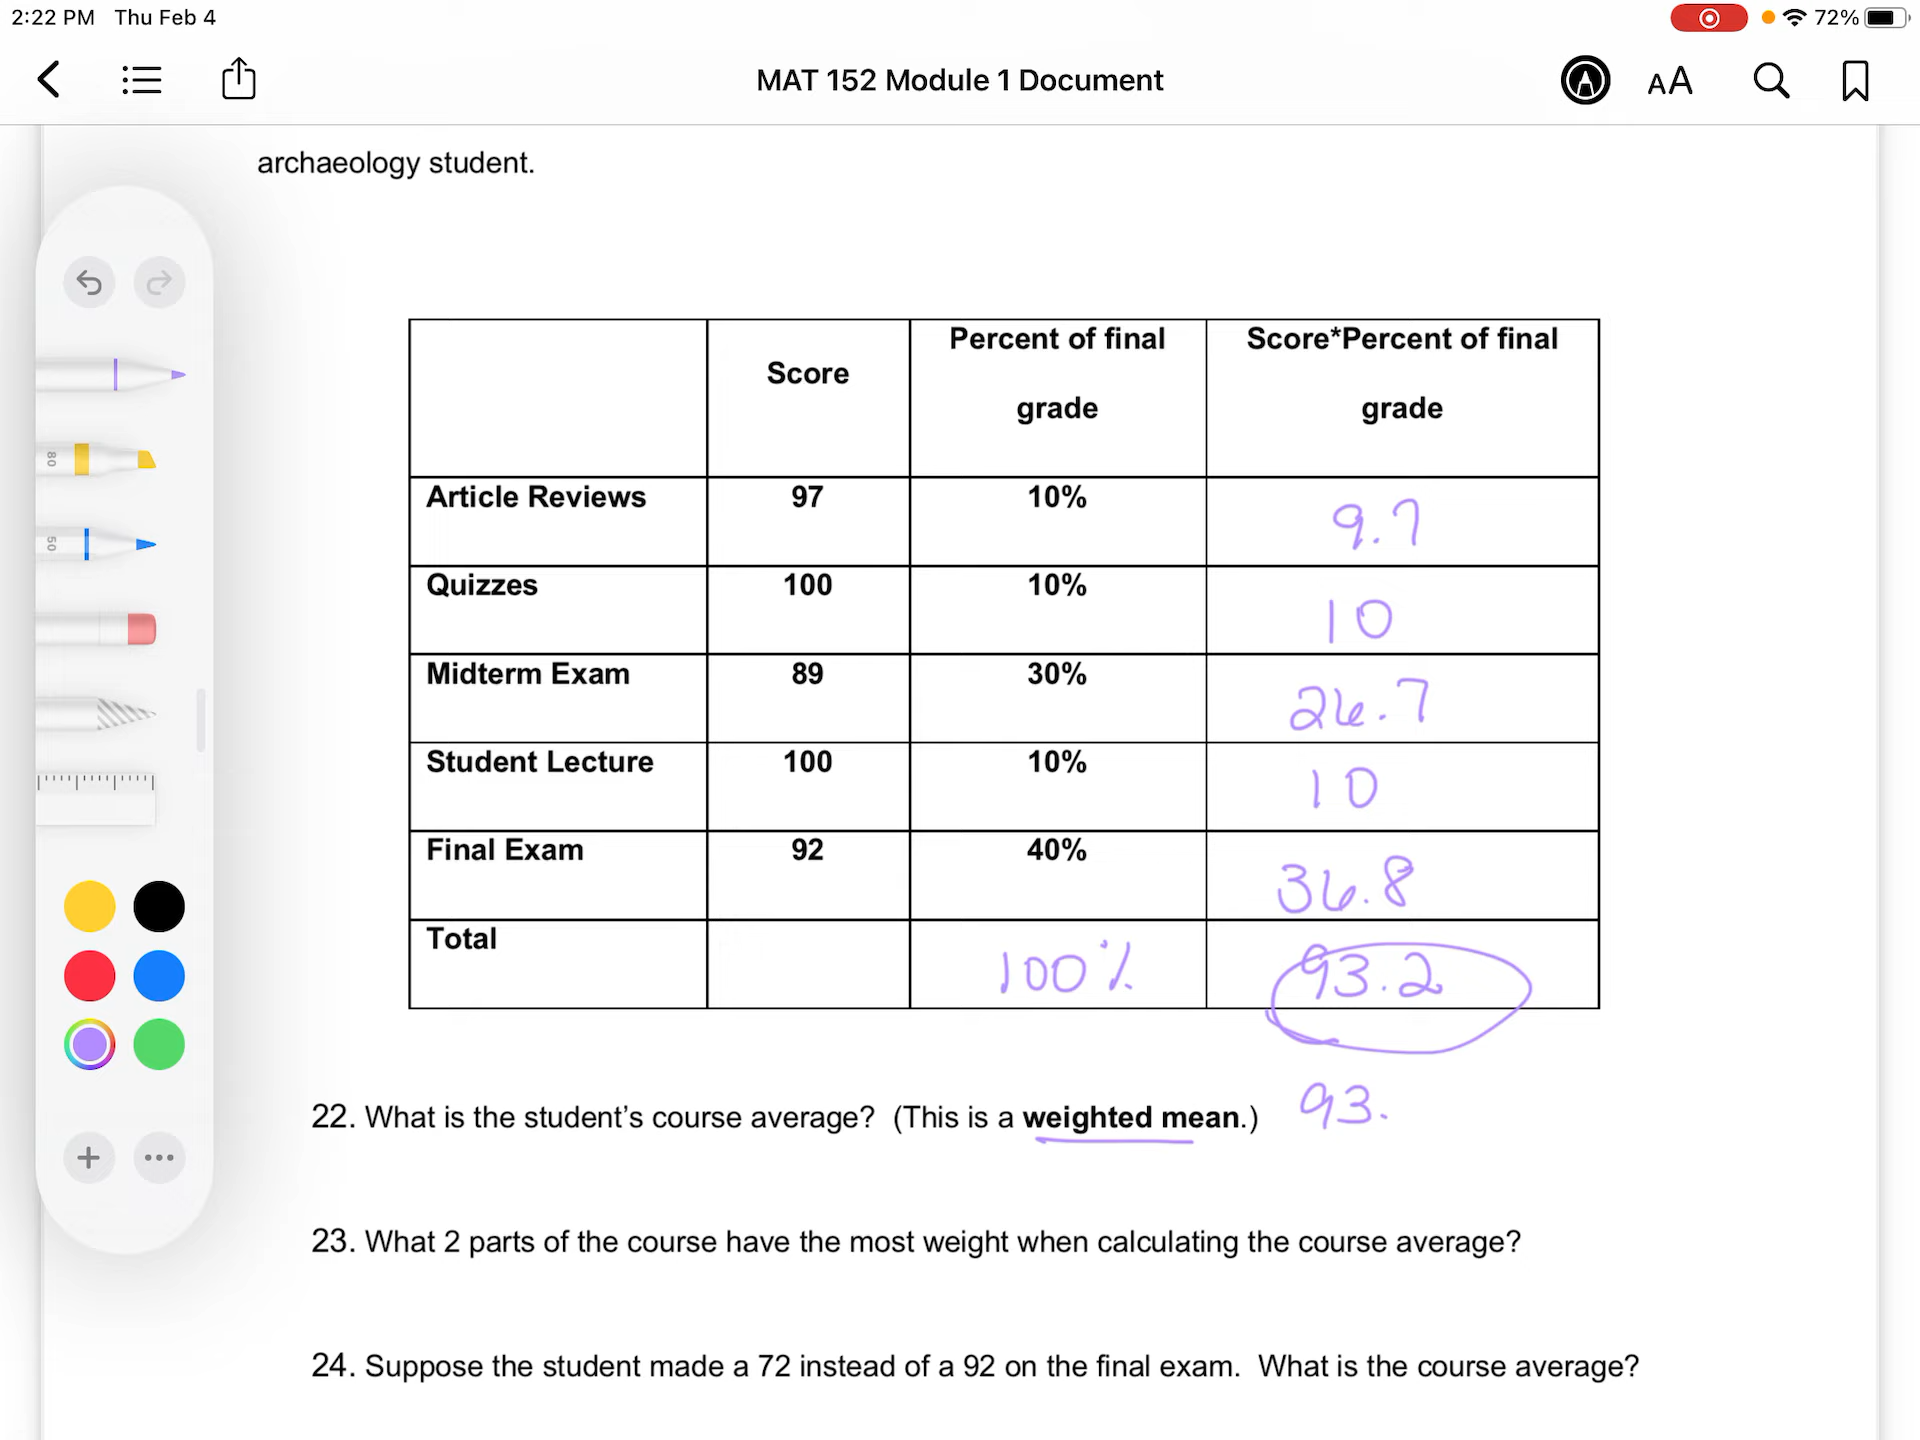 2:22 PM Thu Feb 4 72%
MAT 152 Module 1 Document
AA
archaeology student.
Score Percent of final grade Score*Percent of final grade
Article Reviews 97 10% 9.7
Quizzes 100 10% 10
Midterm Exam 89 30% 26.7
Student Lecture 100 10% 10
Final Exam 92 40% 36.8
Total 100% 93.2
22. What is the student’s course average? (This is a weighted mean.) 93.
23. What 2 parts of the course have the most weight when calculating the course average?
24. Suppose the student made a 72 instead of a 92 on the final exam. What is the course average?
80
50